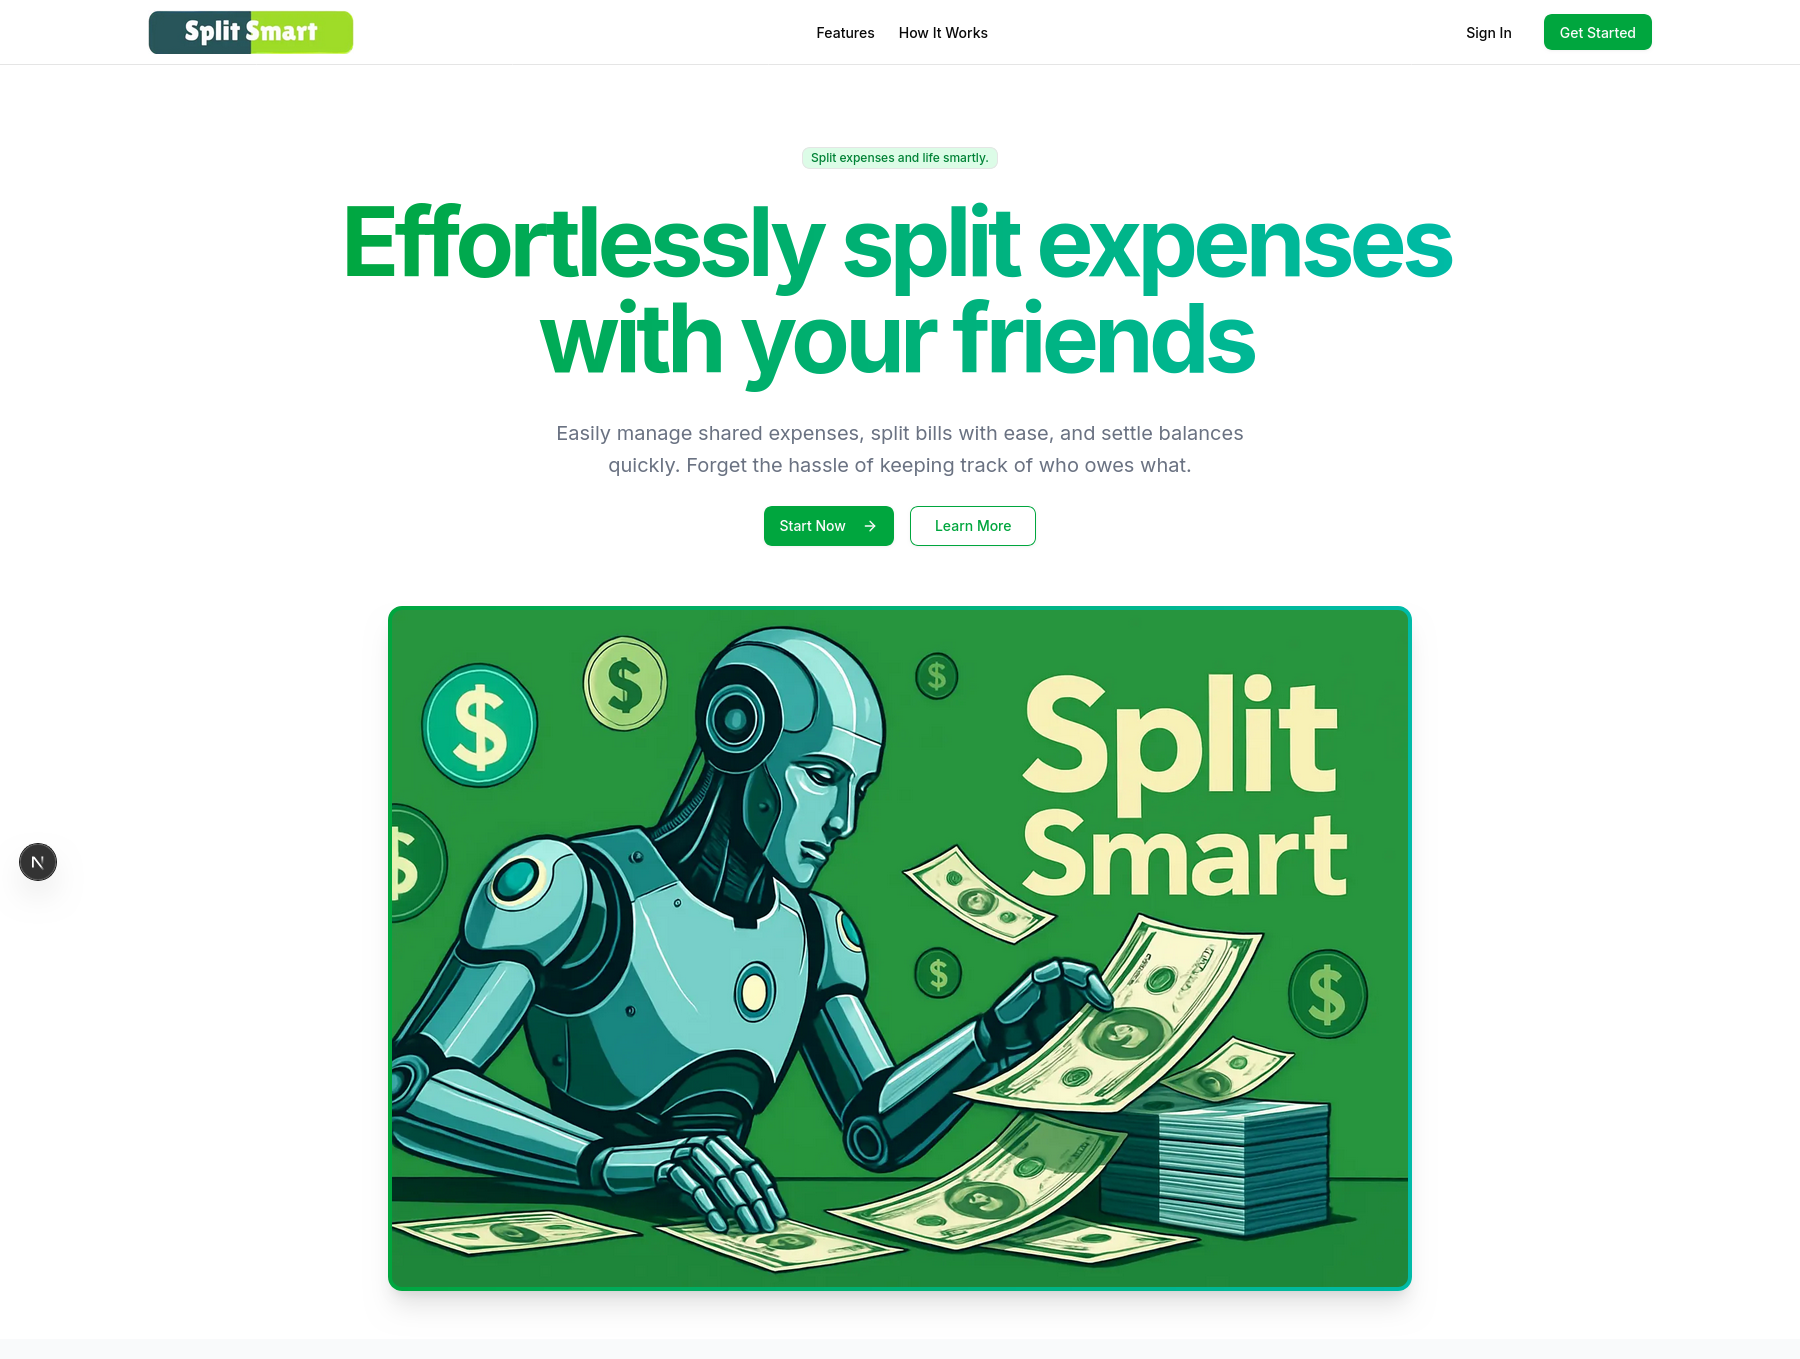 Split Smart
Features
How It Works
Sign In
Get Started
Split expenses and life smartly.
Effortlessly split expenses
with your friends
Easily manage shared expenses, split bills with ease, and settle balances
quickly. Forget the hassle of keeping track of who owes what.
Start Now
Learn More
$
$
$
Split
Smart
$
$
$
N